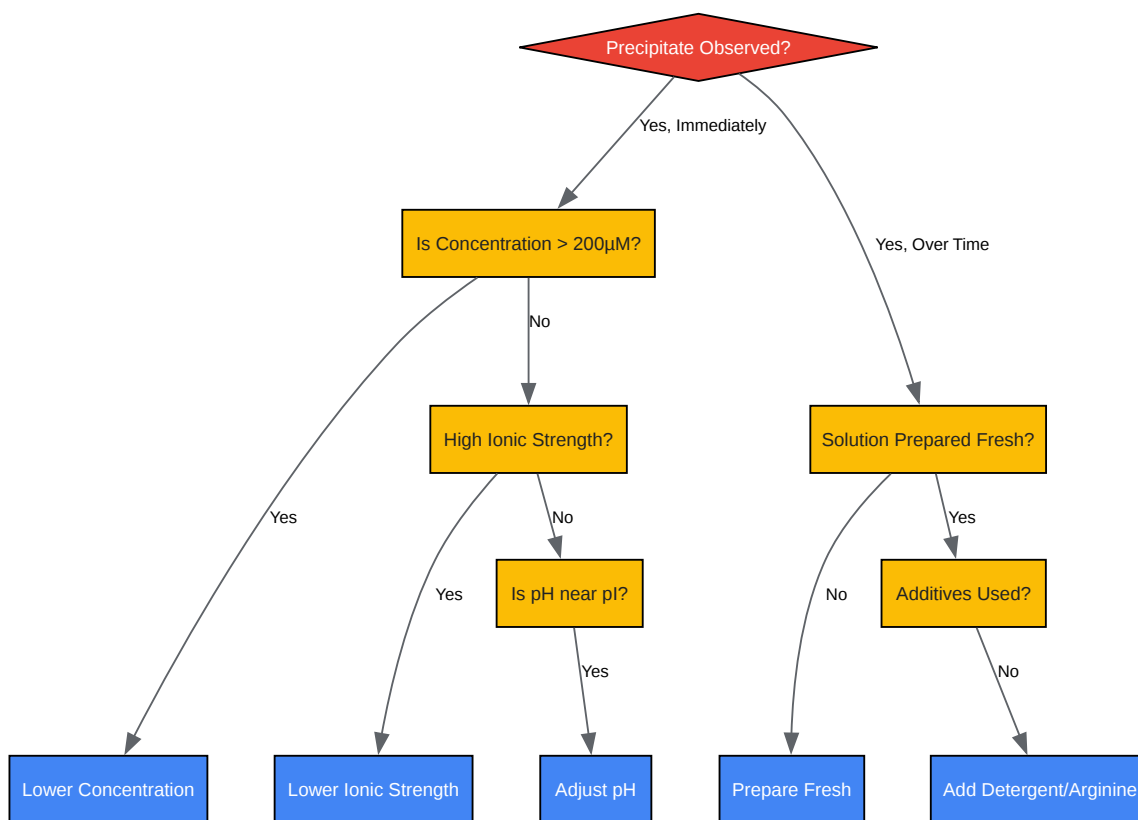 Precipitate Observed?
Yes, Immediately
Yes, Over Time
Is Concentration > 200µM?
No
High Ionic Strength?
Solution Prepared Fresh?
Yes
No
Yes
Is pH near pI?
Additives Used?
Yes
No
Yes
No
Lower Concentration
Lower Ionic Strength
Adjust pH
Prepare Fresh
Add Detergent/Arginine